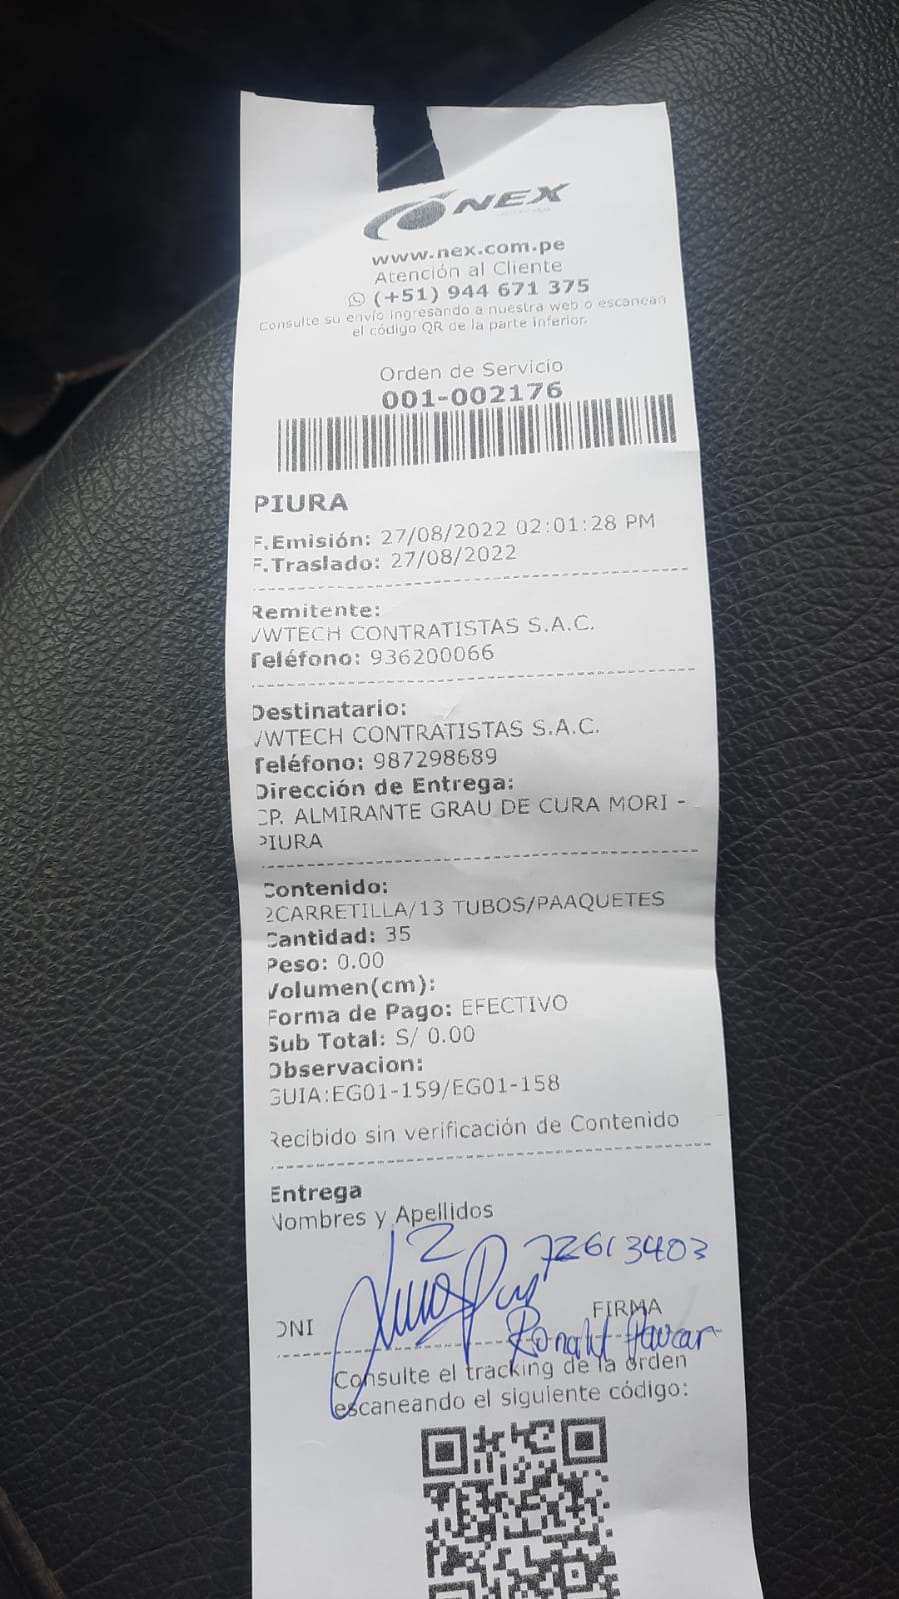 NEX
www.nex.com.pe
Atención al Cliente
(+51) 944 671 375
Consulte su envío ingresando a nuestra web o escanean
el código QR de la parte inferior.
Orden de Servicio
001-002176
PIURA
F.Emisión: 27/08/2022 02:01:28 PM
F.Traslado: 27/08/2022
Remitente:
VWTECH CONTRATISTAS S.A.C.
Teléfono: 936200066
Destinatario:
VWTECH CONTRATISTAS S.A.C.
Teléfono: 987298689
Dirección de Entrega:
CP. ALMIRANTE GRAU DE CURA MORI -
PIURA
Contenido:
2CARRETILLA/13 TUBOS/PAAQUETES
Cantidad: 35
Peso: 0.00
Volumen(cm):
Forma de Pago: EFECTIVO
Sub Total: S/ 0.00
Observacion:
GUIA:EG01-159/EG01-158
Recibido sin verificación de Contenido
Entrega
Nombres y Apellidos
12 72613403
DNI FIRMA
Ronald
Consulte el tracking de la orden
escaneando el siguiente código: